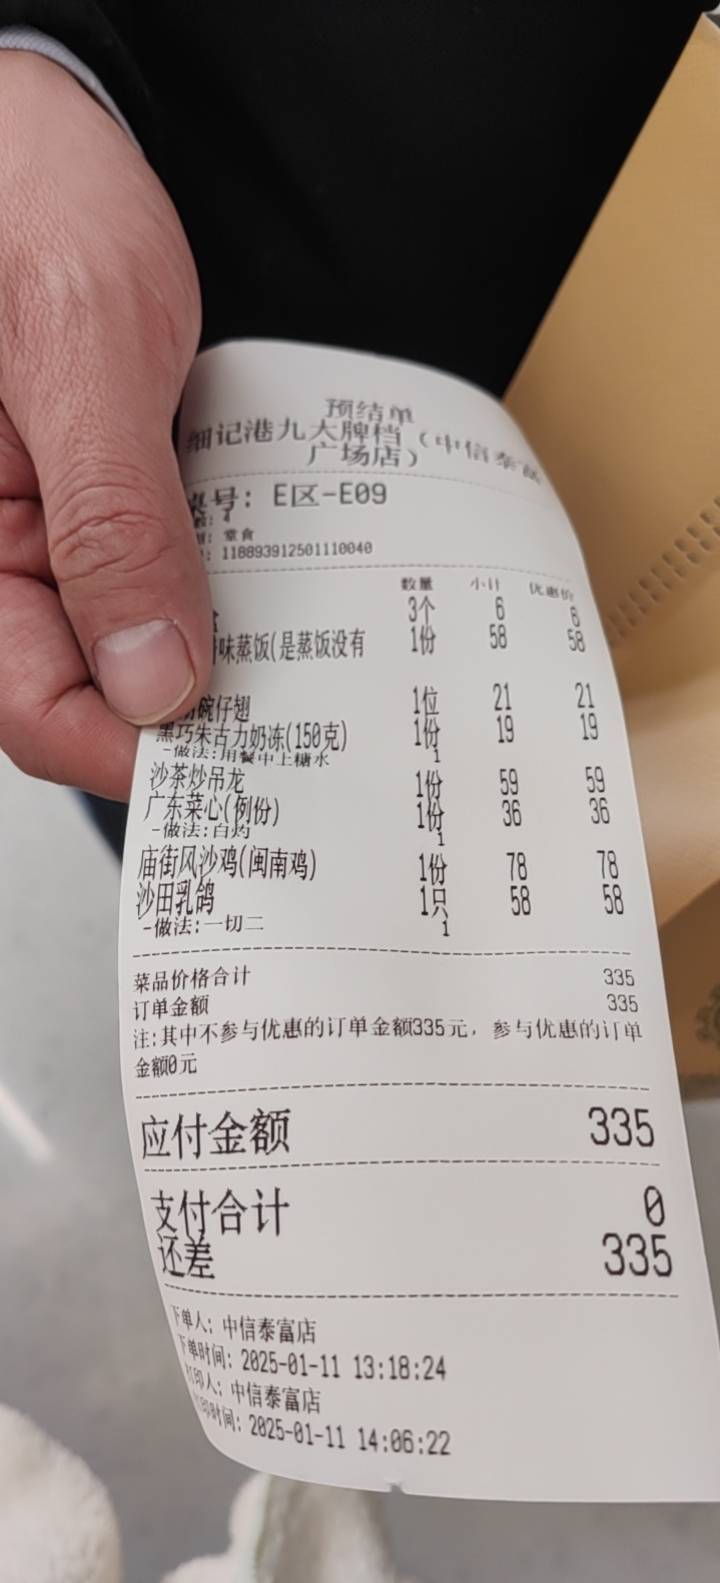 预结单
细记港九大牌档(中信泰富
广场店)
桌号: E区-E09
堂食
118893912501110040
数量 小计 优惠价
3个 6 6
味蒸饭(是蒸饭没有 1份 58 58
碗仔翅 1位 21 21
黑巧朱古力奶冻(150克) 1份 19 19
-做法:用餐中上糖水 1
沙茶炒吊龙 1份 59 59
广东菜心(例份) 1份 36 36
-做法:白灼 1
庙街风沙鸡(闽南鸡) 1份 78 78
沙田乳鸽 1只 58 58
-做法:一切二 1
菜品价格合计 335
订单金额 335
注:其中不参与优惠的订单金额335元, 参与优惠的订单
金额0元
应付金额 335
支付合计 0
还差 335
下单人: 中信泰富店
下单时间: 2025-01-11 13:18:24
打印人: 中信泰富店
打印时间: 2025-01-11 14:06:22